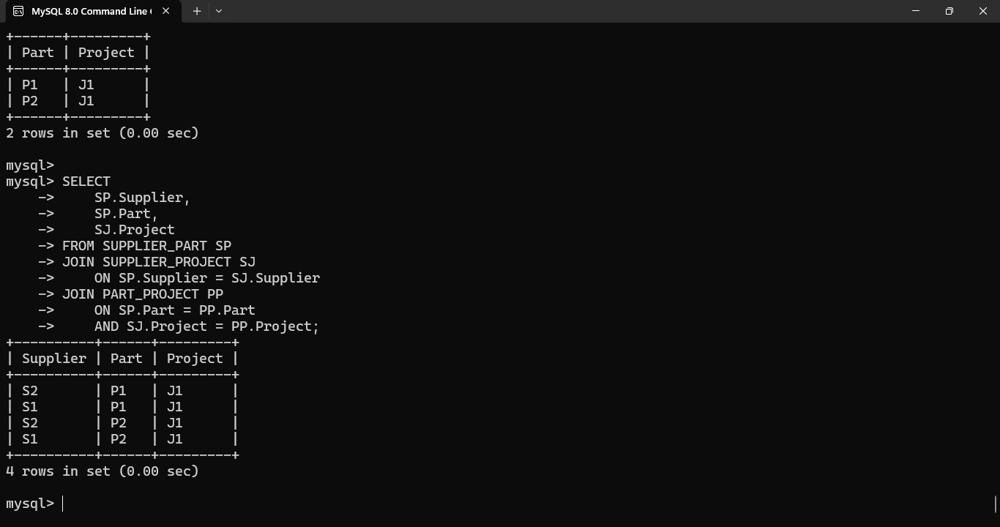 MySQL 8.0 Command Line
+------+---------+
| Part | Project |
+------+---------+
| P1   | J1      |
| P2   | J1      |
+------+---------+
2 rows in set (0.00 sec)
mysql>
mysql> SELECT
    ->     SP.Supplier,
    ->     SP.Part,
    ->     SJ.Project
    -> FROM SUPPLIER_PART SP
    -> JOIN SUPPLIER_PROJECT SJ
    ->     ON SP.Supplier = SJ.Supplier
    -> JOIN PART_PROJECT PP
    ->     ON SP.Part = PP.Part
    ->     AND SJ.Project = PP.Project;
+----------+------+---------+
| Supplier | Part | Project |
+----------+------+---------+
| S2       | P1   | J1      |
| S1       | P1   | J1      |
| S2       | P2   | J1      |
| S1       | P2   | J1      |
+----------+------+---------+
4 rows in set (0.00 sec)
mysql>